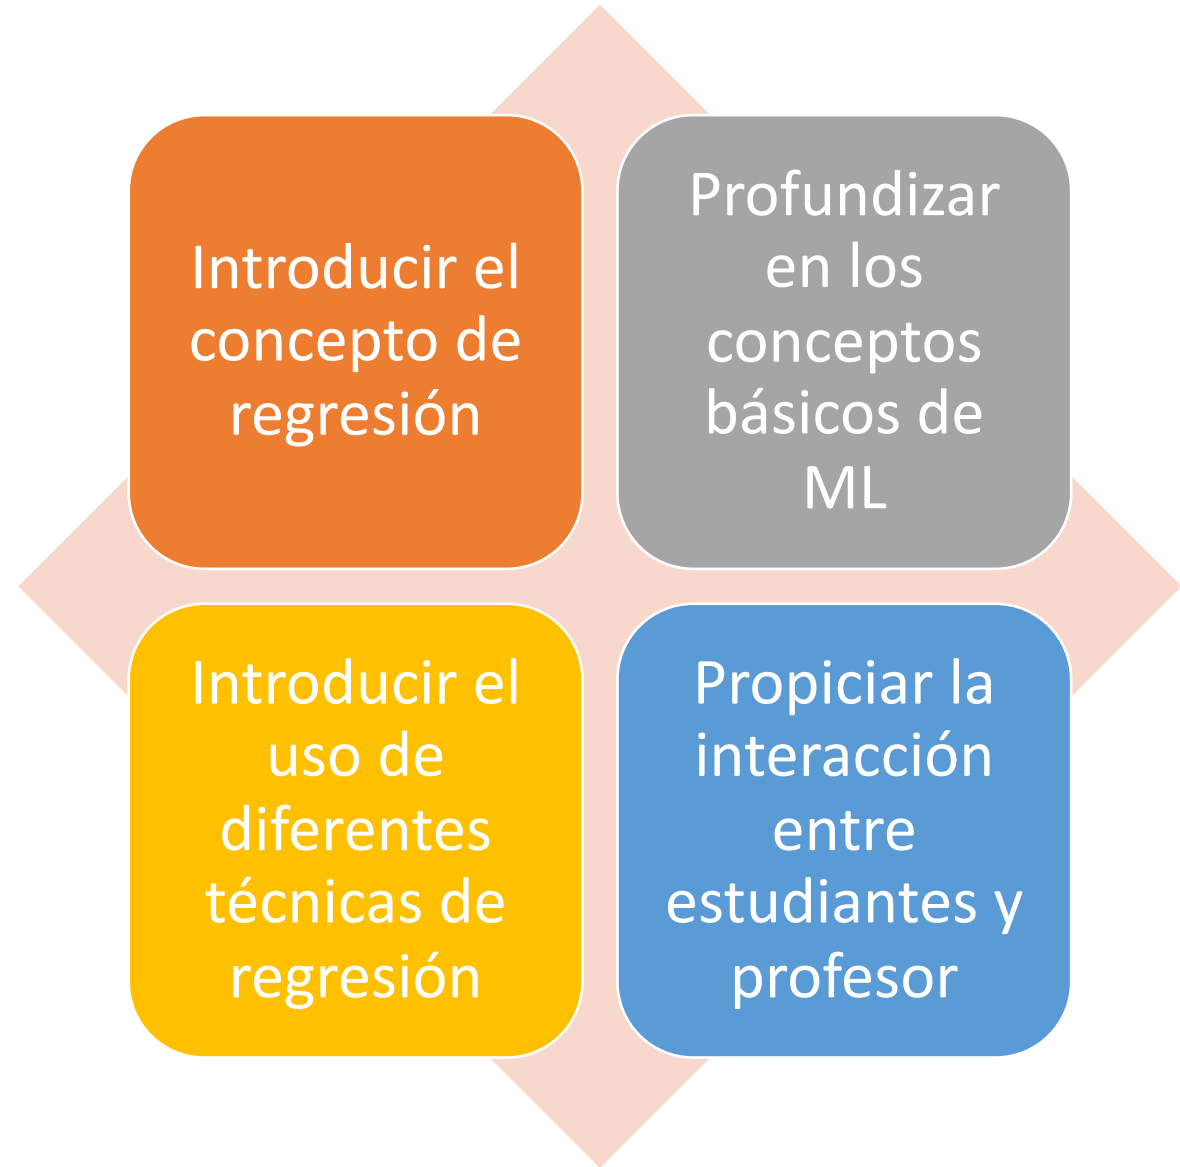 Introducir el
concepto de
regresión
Profundizar
en los
conceptos
básicos de
ML
Introducir el
uso de
diferentes
técnicas de
regresión
Propiciar la
interacción
entre
estudiantes y
profesor